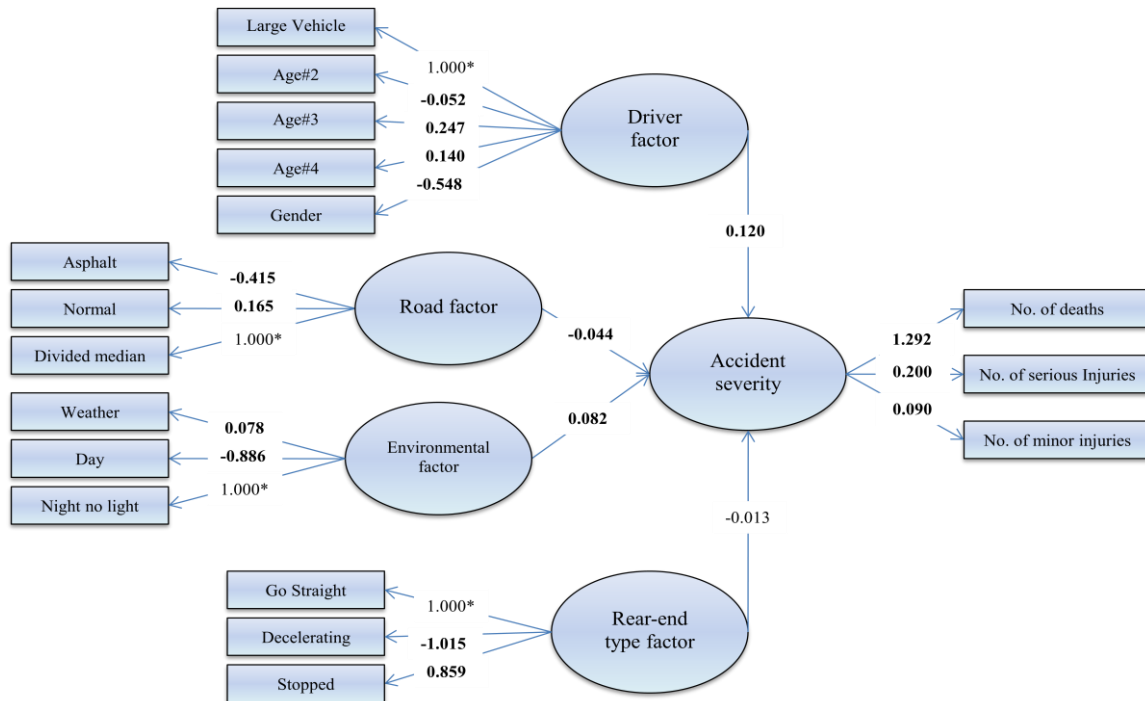 Large Vehicle
Age#2
Age#3
Age#4
Gender
1.000*
-0.052
0.247
0.140
-0.548
Driver
factor
0.120
Asphalt
Normal
Divided median
-0.415
0.165
1.000*
Road factor
-0.044
Weather
Day
Night no light
0.078
-0.886
1.000*
Environmental
factor
0.082
Accident
severity
1.292
0.200
0.090
No. of deaths
No. of serious Injuries
No. of minor injuries
-0.013
Go Straight
Decelerating
Stopped
1.000*
-1.015
0.859
Rear-end
type factor